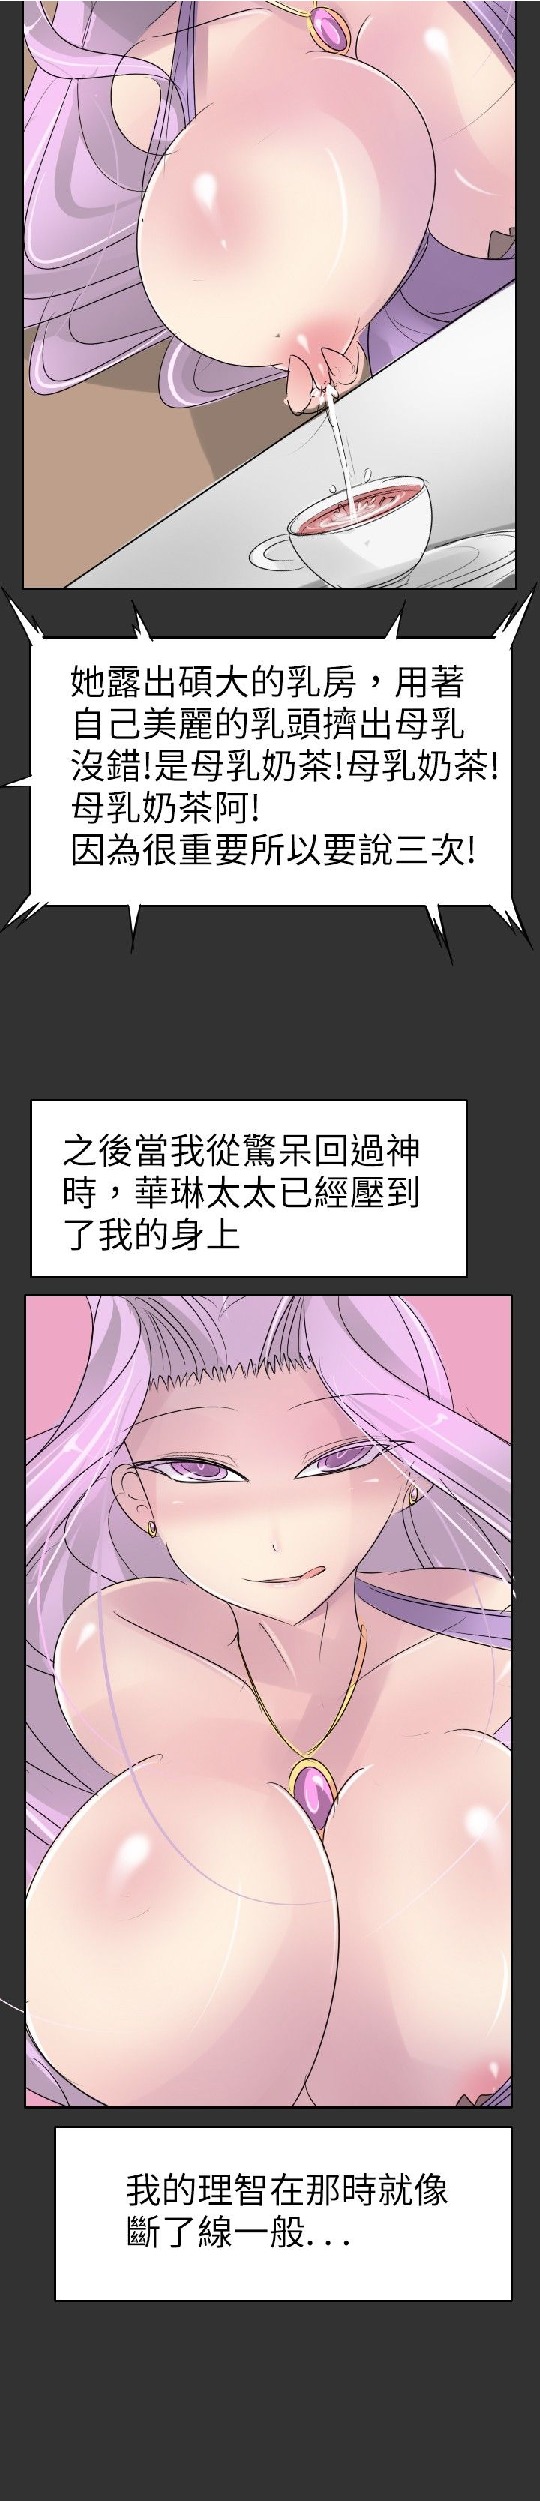 她露出碩大的乳房，用著
自己美麗的乳頭擠出母乳
沒錯!是母乳奶茶!母乳奶茶!
母乳奶茶阿!
因為很重要所以要說三次!
之後當我從驚呆回過神
時，華琳太太已經壓到
了我的身上
我的理智在那時就像
斷了線一般...